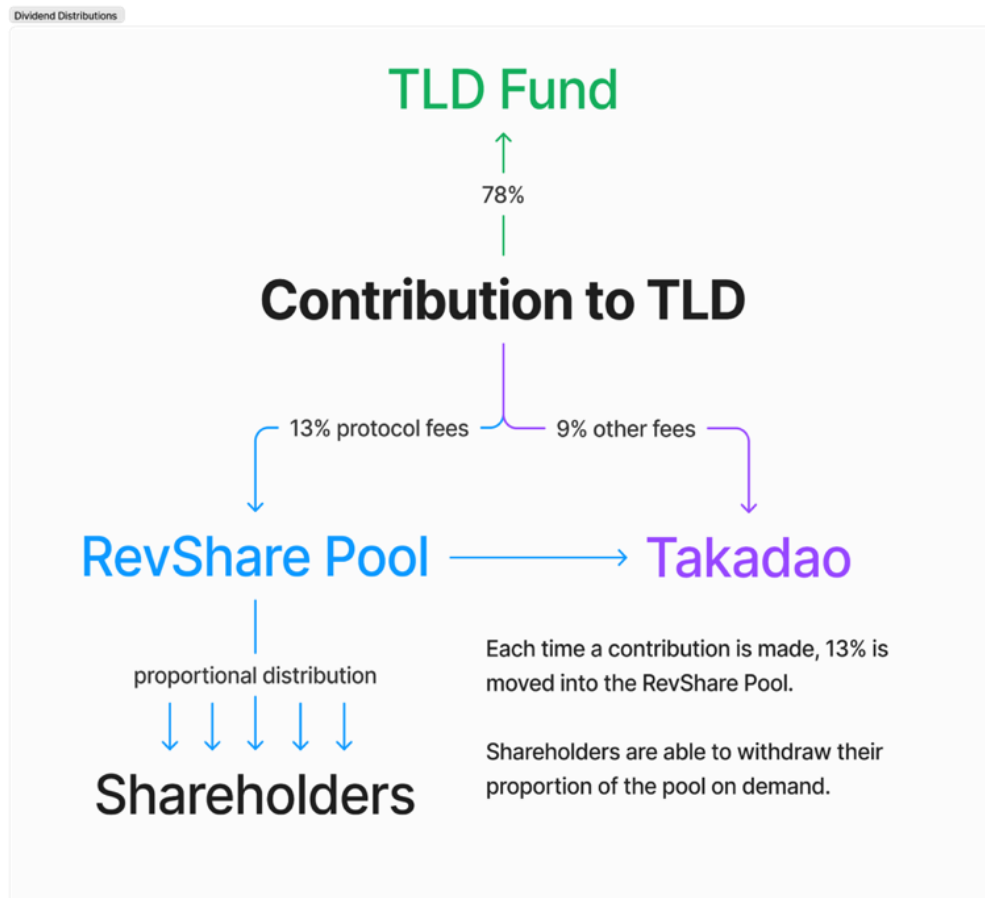 Dividend Distributions
TLD Fund
78%
Contribution to TLD
13% protocol fees
9% other fees
RevShare Pool
Takadao
proportional distribution
Shareholders
Each time a contribution is made, 13% is
moved into the RevShare Pool.
Shareholders are able to withdraw their
proportion of the pool on demand.